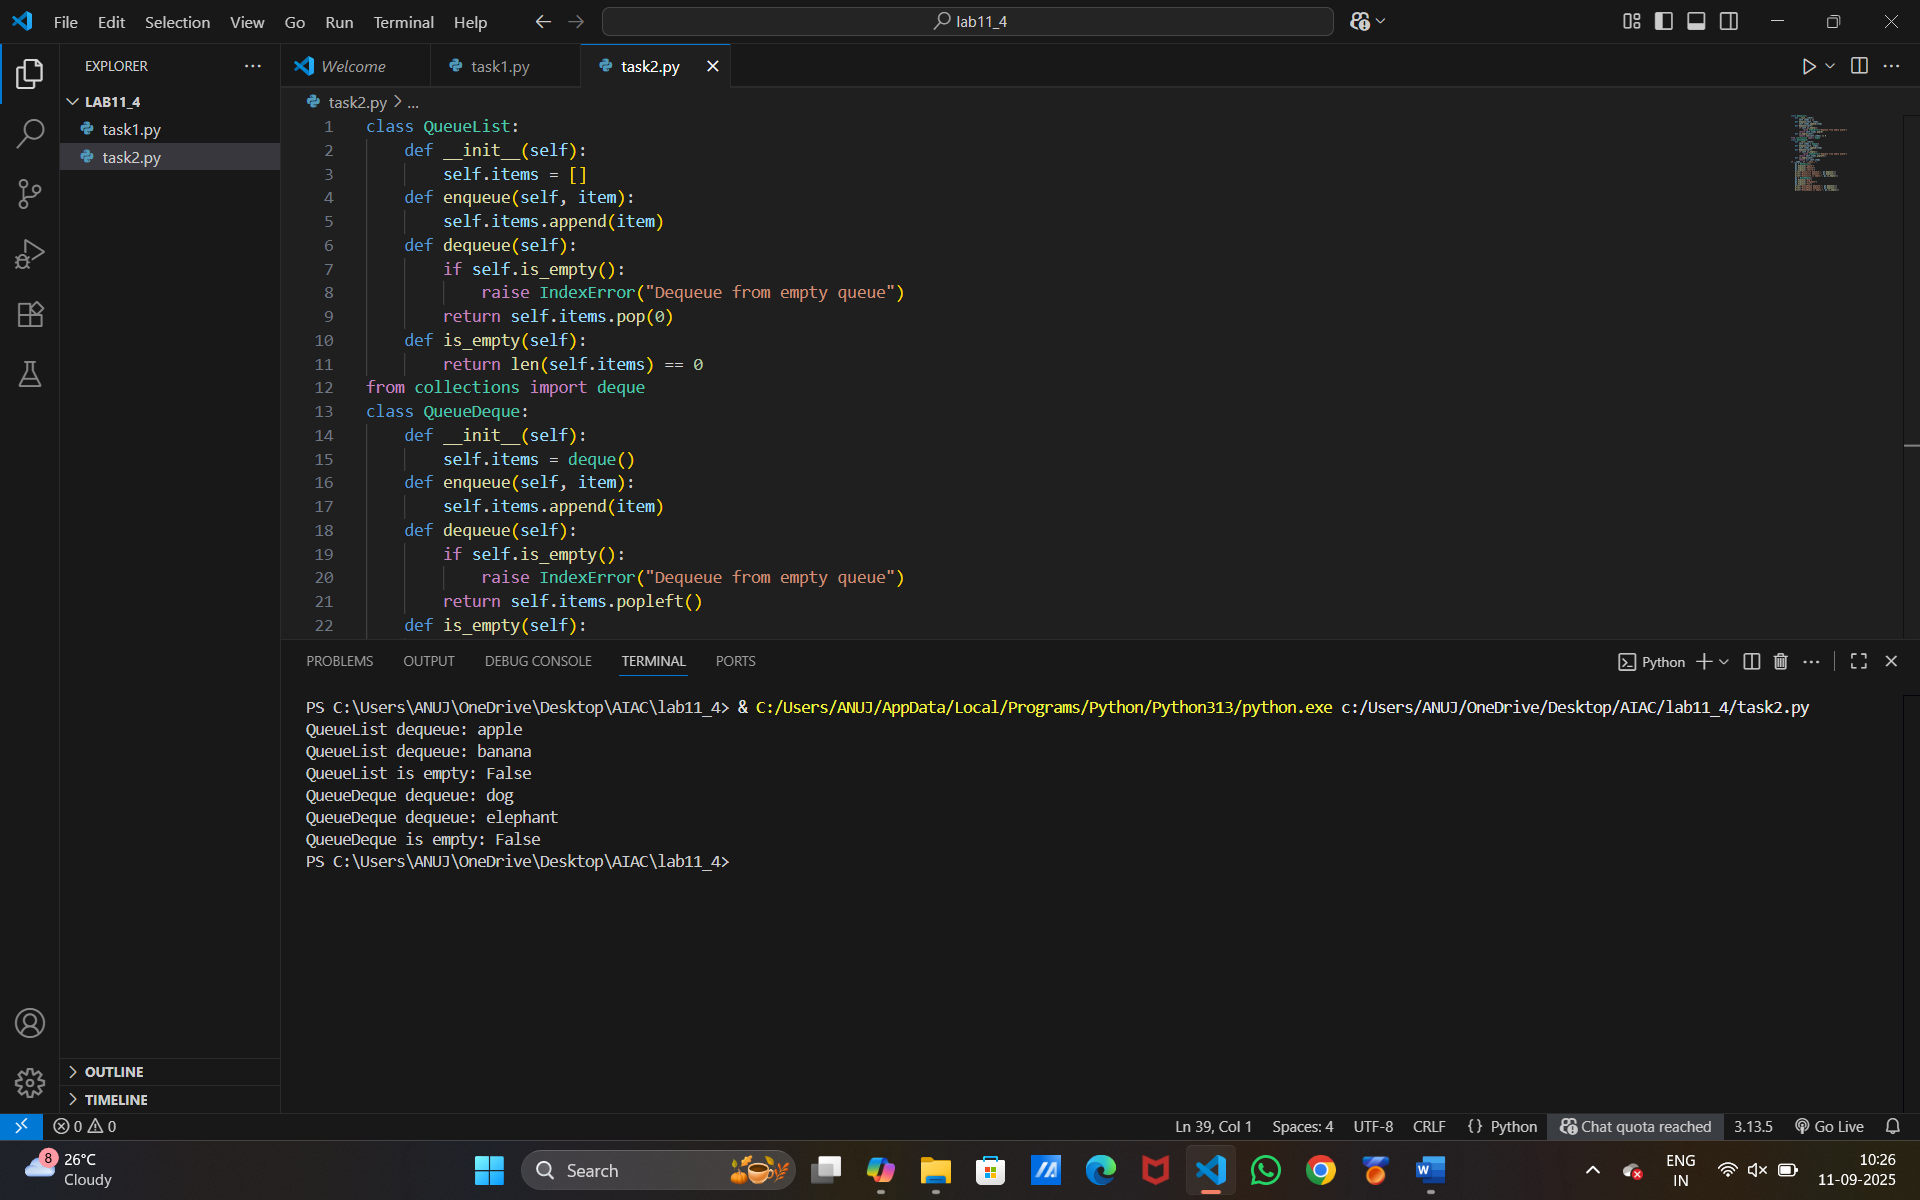 File Edit Selection View Go Run Terminal Help
lab11_4
EXPLORER
LAB11_4
task1.py
task2.py
OUTLINE
TIMELINE
Welcome
task1.py
task2.py
task2.py > ...
1 class QueueList:
2 def __init__(self):
3 self.items = []
4 def enqueue(self, item):
5 self.items.append(item)
6 def dequeue(self):
7 if self.is_empty():
8 raise IndexError("Dequeue from empty queue")
9 return self.items.pop(0)
10 def is_empty(self):
11 return len(self.items) == 0
12 from collections import deque
13 class QueueDeque:
14 def __init__(self):
15 self.items = deque()
16 def enqueue(self, item):
17 self.items.append(item)
18 def dequeue(self):
19 if self.is_empty():
20 raise IndexError("Dequeue from empty queue")
21 return self.items.popleft()
22 def is_empty(self):
PROBLEMS OUTPUT DEBUG CONSOLE TERMINAL PORTS
Python
PS C:\Users\ANUJ\OneDrive\Desktop\AIAC\lab11_4> & C:/Users/ANUJ/AppData/Local/Programs/Python/Python313/python.exe c:/Users/ANUJ/OneDrive/Desktop/AIAC/lab11_4/task2.py
QueueList dequeue: apple
QueueList dequeue: banana
QueueList is empty: False
QueueDeque dequeue: dog
QueueDeque dequeue: elephant
QueueDeque is empty: False
PS C:\Users\ANUJ\OneDrive\Desktop\AIAC\lab11_4>
0 0
Ln 39, Col 1 Spaces: 4 UTF-8 CRLF {} Python Chat quota reached 3.13.5 Go Live
8
26°C
Cloudy
Search
ENG
IN
10:26
11-09-2025